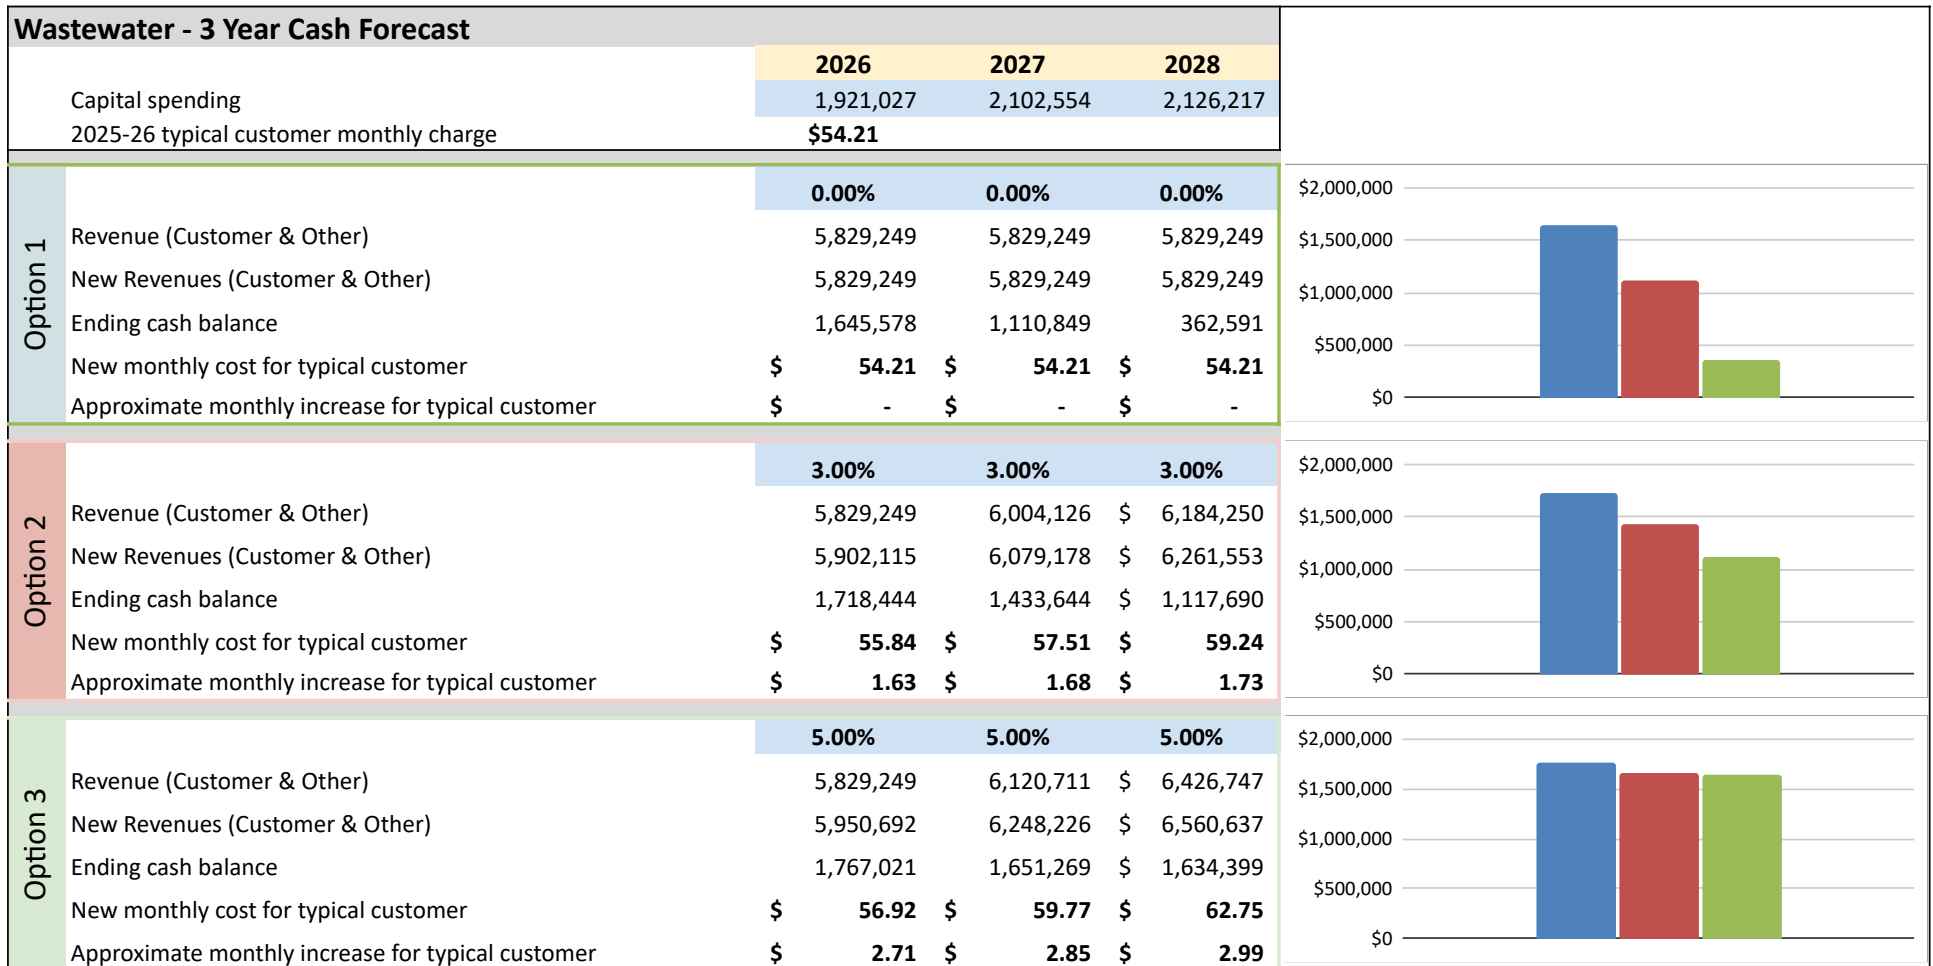 Wastewater - 3 Year Cash Forecast
2026 2027 2028
Capital spending 1,921,027 2,102,554 2,126,217
2025-26 typical customer monthly charge $54.21
Option 1
0.00% 0.00% 0.00%
Revenue (Customer & Other) 5,829,249 5,829,249 5,829,249
New Revenues (Customer & Other) 5,829,249 5,829,249 5,829,249
Ending cash balance 1,645,578 1,110,849 362,591
New monthly cost for typical customer $ 54.21 $ 54.21 $ 54.21
Approximate monthly increase for typical customer $ - $ - $ -
$2,000,000
$1,500,000
$1,000,000
$500,000
$0
Option 2
3.00% 3.00% 3.00%
Revenue (Customer & Other) 5,829,249 6,004,126 $ 6,184,250
New Revenues (Customer & Other) 5,902,115 6,079,178 $ 6,261,553
Ending cash balance 1,718,444 1,433,644 $ 1,117,690
New monthly cost for typical customer $ 55.84 $ 57.51 $ 59.24
Approximate monthly increase for typical customer $ 1.63 $ 1.68 $ 1.73
$2,000,000
$1,500,000
$1,000,000
$500,000
$0
Option 3
5.00% 5.00% 5.00%
Revenue (Customer & Other) 5,829,249 6,120,711 $ 6,426,747
New Revenues (Customer & Other) 5,950,692 6,248,226 $ 6,560,637
Ending cash balance 1,767,021 1,651,269 $ 1,634,399
New monthly cost for typical customer $ 56.92 $ 59.77 $ 62.75
Approximate monthly increase for typical customer $ 2.71 $ 2.85 $ 2.99
$2,000,000
$1,500,000
$1,000,000
$500,000
$0